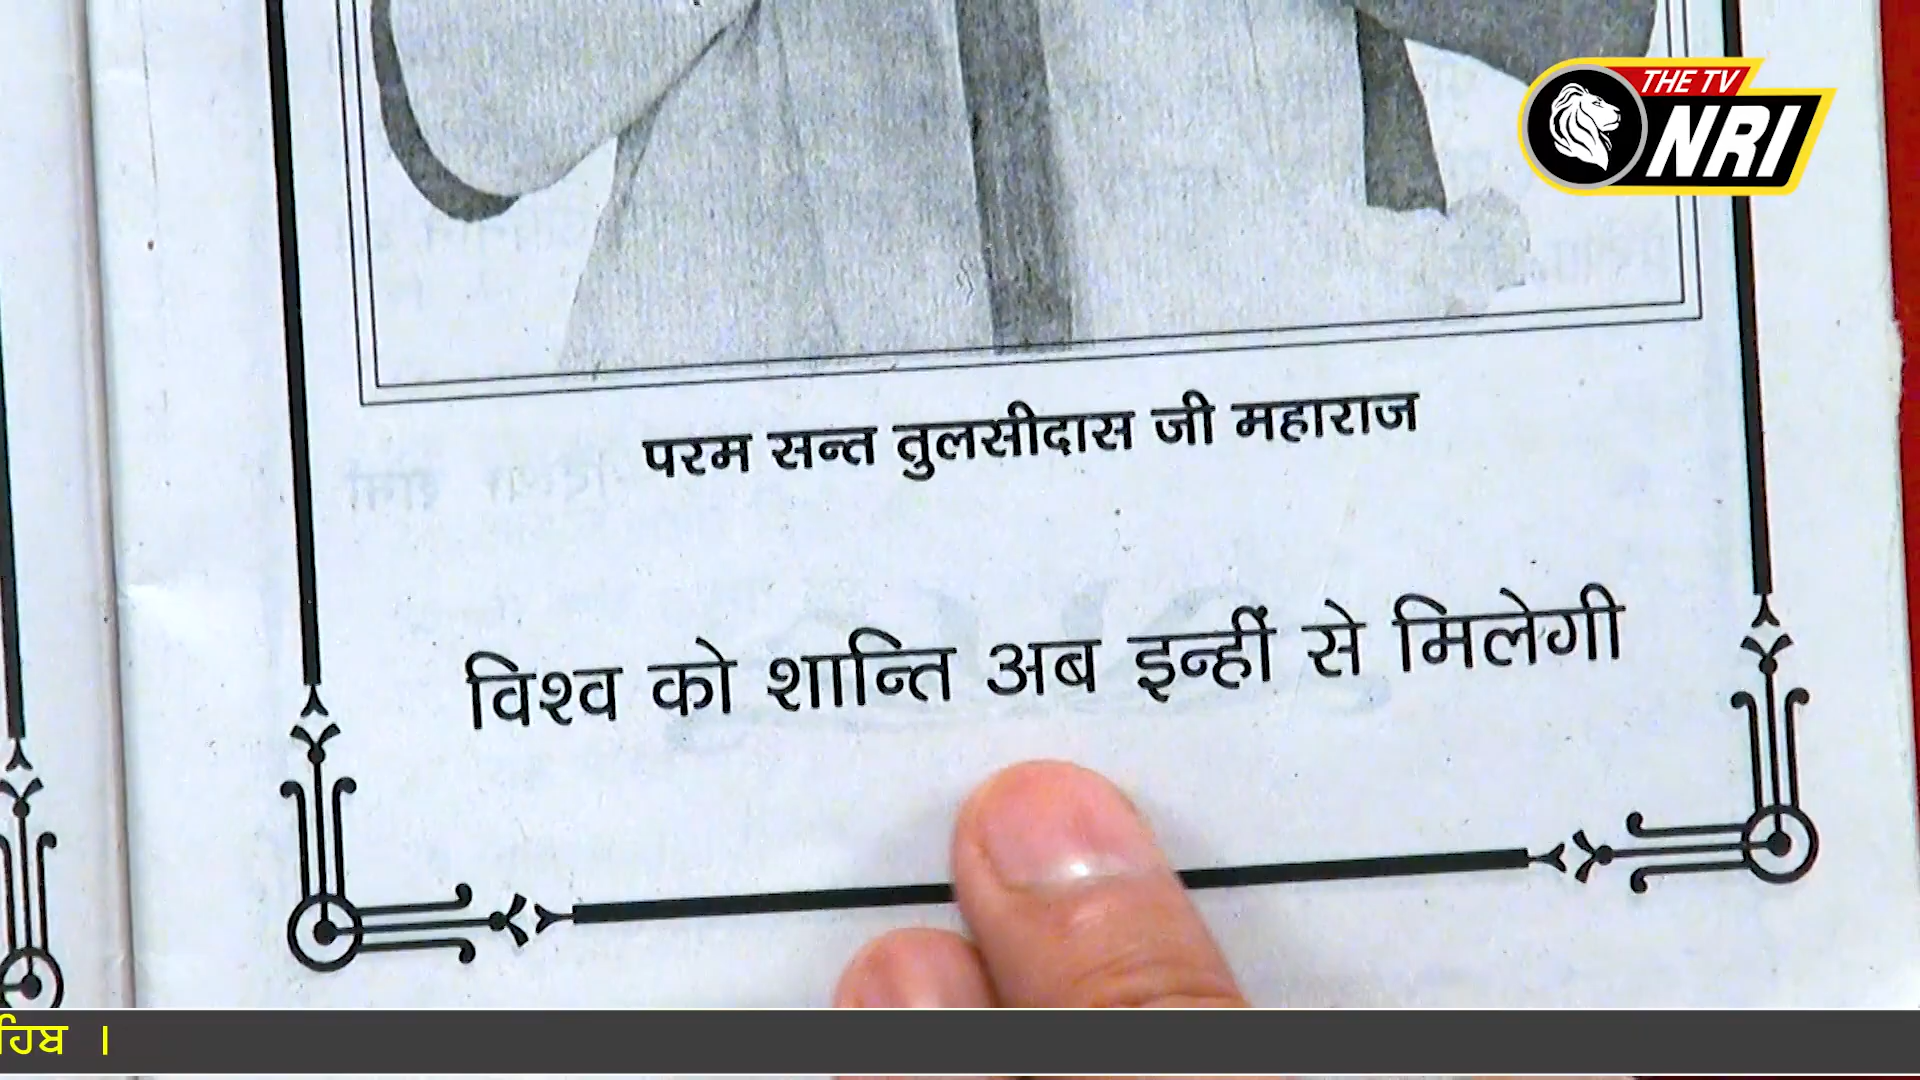 THE TV
NRI
परम सन्त तुलसीदास जी महाराज
विश्व को शान्ति अब इन्हीं से मिलेगी
ਹਿਬ ।